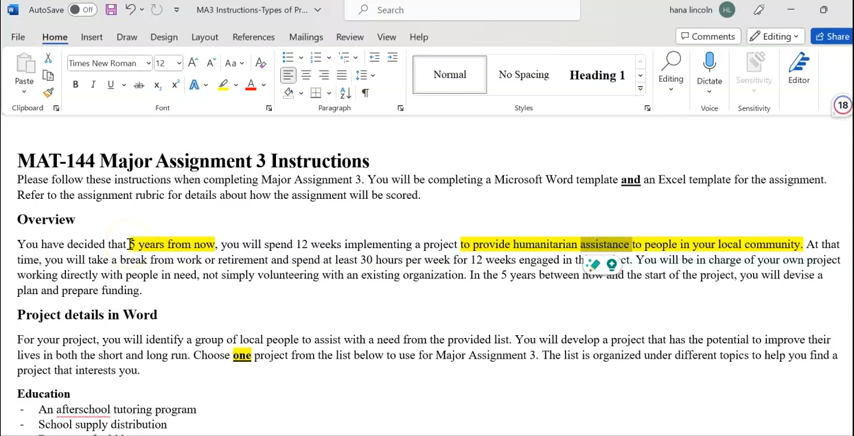 AutoSave Off MA3 Instructions-Types of Pr... Search hana lincoln HL
File Home Insert Draw Design Layout References Mailings Review View Help Comments Editing Share
Times New Roman 12 A A Aa A
Paste B I U ab x₂ x² A A Normal No Spacing Heading 1 Editing Dictate Sensitivity Editor
Clipboard Font Paragraph Styles Voice Sensitivity Editor
18
MAT-144 Major Assignment 3 Instructions
Please follow these instructions when completing Major Assignment 3. You will be completing a Microsoft Word template and an Excel template for the assignment.
Refer to the assignment rubric for details about how the assignment will be scored.
Overview
You have decided that 5 years from now, you will spend 12 weeks implementing a project to provide humanitarian assistance to people in your local community. At that
time, you will take a break from work or retirement and spend at least 30 hours per week for 12 weeks engaged in th ct. You will be in charge of your own project
working directly with people in need, not simply volunteering with an existing organization. In the 5 years between now and the start of the project, you will devise a
plan and prepare funding.
Project details in Word
For your project, you will identify a group of local people to assist with a need from the provided list. You will develop a project that has the potential to improve their
lives in both the short and long run. Choose one project from the list below to use for Major Assignment 3. The list is organized under different topics to help you find a
project that interests you.
Education
- An afterschool tutoring program
- School supply distribution